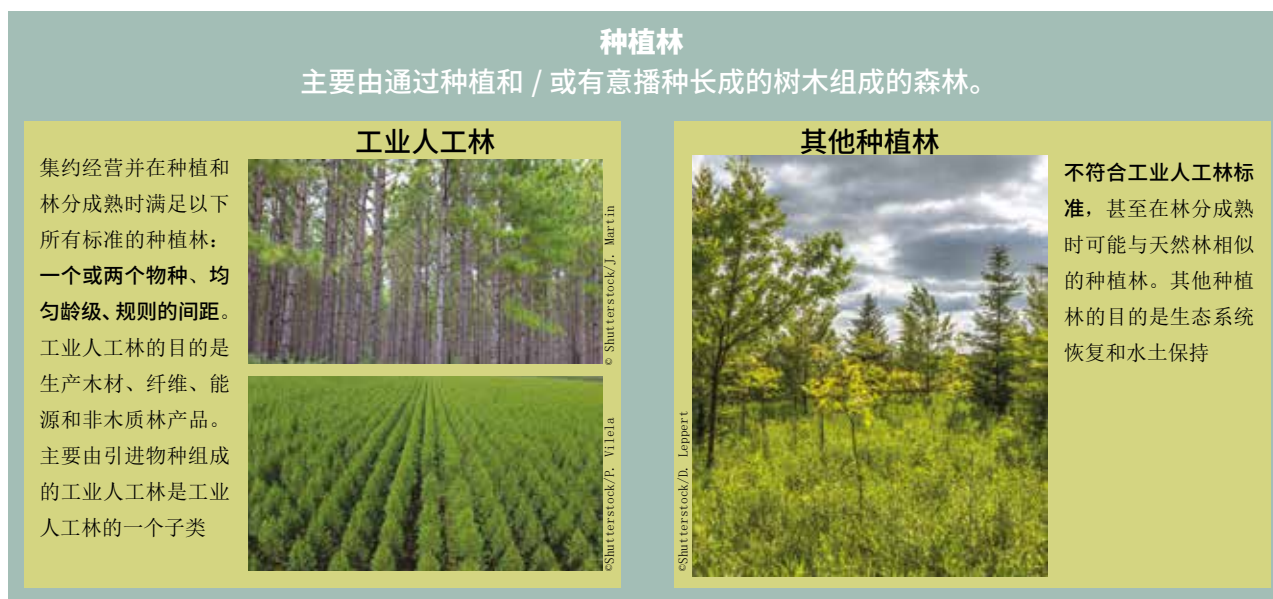 种植林
主要由通过种植和 / 或有意播种长成的树木组成的森林。
工业人工林
集约经营并在种植和
林分成熟时满足以下
所有标准的种植林：
一个或两个物种、均
匀龄级、规则的间距。
工业人工林的目的是
生产木材、纤维、能
源和非木质林产品。
主要由引进物种组成
的工业人工林是工业
人工林的一个子类
© Shutterstock/J. Martin
©Shutterstock/P. Vilela
其他种植林
©Shutterstock/D. Leppert
不符合工业人工林标
准，甚至在林分成熟
时可能与天然林相似
的种植林。其他种植
林的目的是生态系统
恢复和水土保持